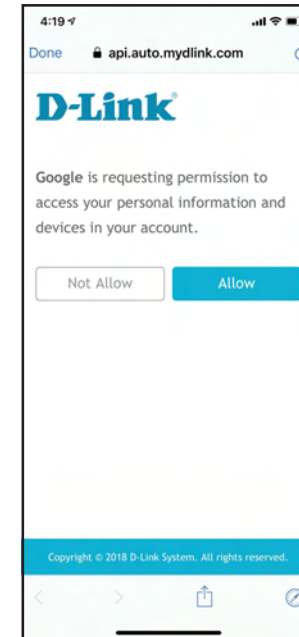 4:19
Done api.auto.mydlink.com
D-Link
Google is requesting permission to
access your personal information and
devices in your account.
Not Allow Allow
Copyright © 2018 D-Link System. All rights reserved.